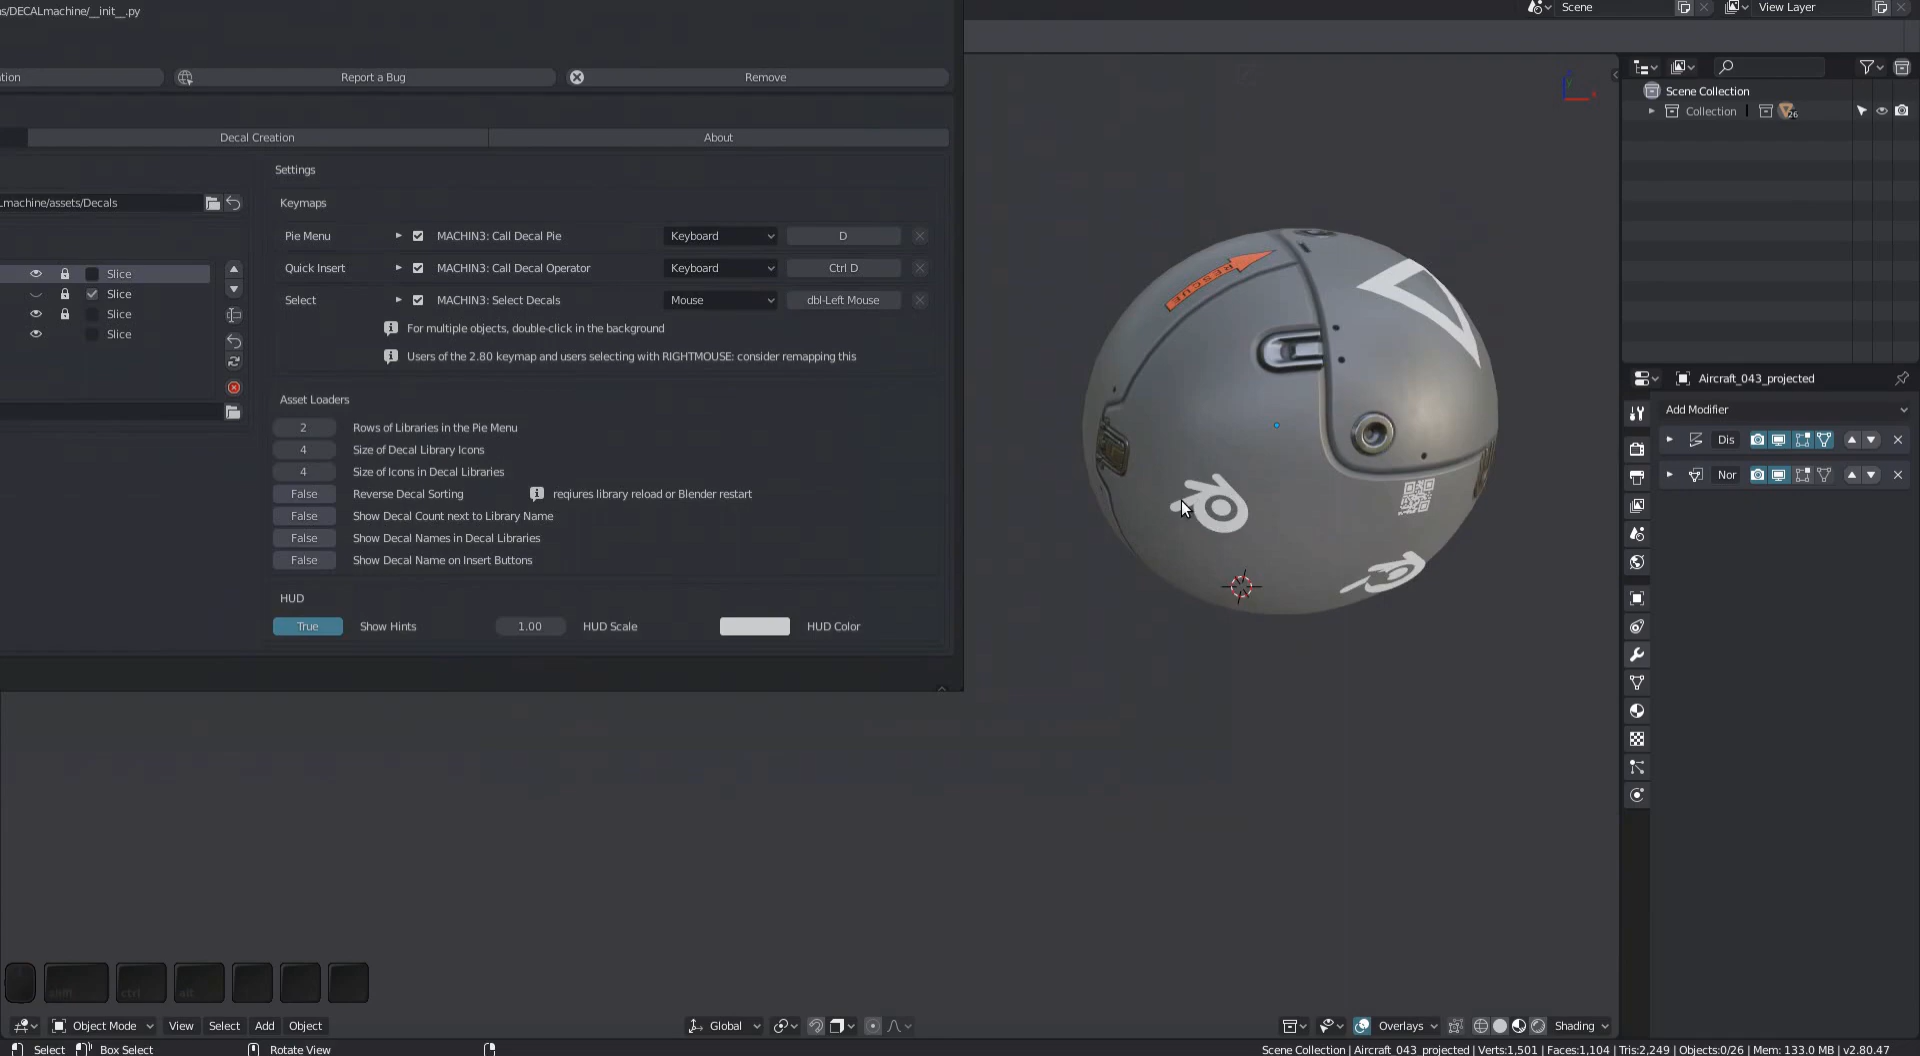 s/DECALmachine/__init__.py
Scene
View Layer
tion
Report a Bug
Remove
Scene Collection
Collection
26
Decal Creation
About
Settings
Lmachine/assets/Decals
Keymaps
Pie Menu
MACHIN3: Call Decal Pie
Keyboard
D
Quick Insert
MACHIN3: Call Decal Operator
Keyboard
Ctrl D
Slice
Select
MACHIN3: Select Decals
Mouse
dbl-Left Mouse
Slice
Slice
For multiple objects, double-click in the background
Slice
Users of the 2.80 keymap and users selecting with RIGHTMOUSE: consider remapping this
RESCUE
Aircraft_043_projected
Add Modifier
Dis
Nor
Asset Loaders
2 Rows of Libraries in the Pie Menu
4 Size of Decal Library Icons
4 Size of Icons in Decal Libraries
False Reverse Decal Sorting
reqiures library reload or Blender restart
False Show Decal Count next to Library Name
False Show Decal Names in Decal Libraries
False Show Decal Name on Insert Buttons
HUD
True Show Hints
1.00 HUD Scale
HUD Color
shift
ctrl
alt
Object Mode
View
Select
Add
Object
Global
Overlays
Shading
Select
Box Select
Rotate View
Scene Collection | Aircraft_043_projected | Verts:1,501 | Faces:1,104 | Tris:2,249 | Objects:0/26 | Mem: 133.0 MB | v2.80.47